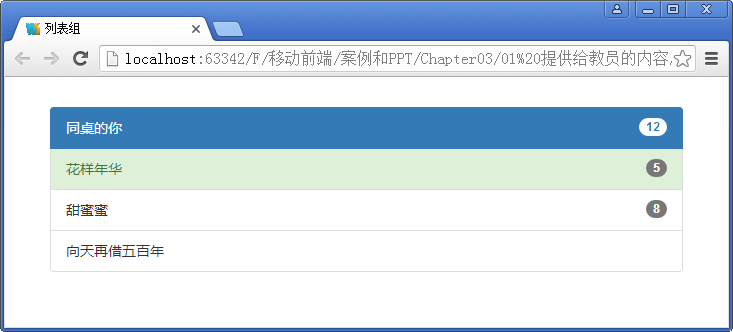 列表组
localhost:63342/F/移动前端/案例和PPT/Chapter03/01%20提供给教员的内容
同桌的你 12
花样年华 5
甜蜜蜜 8
向天再借五百年